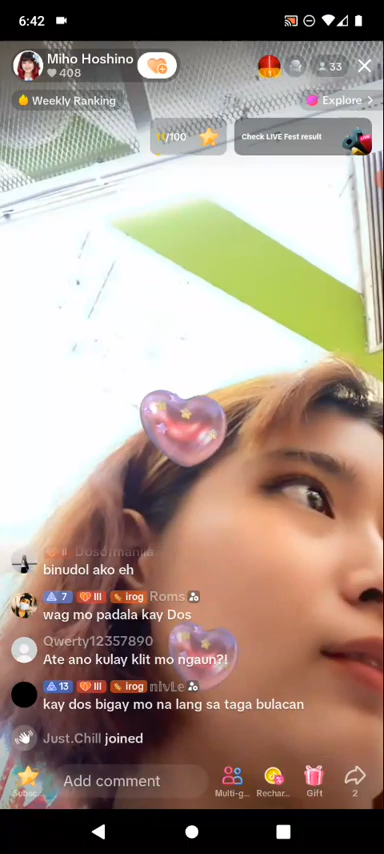 6:42
Miho Hoshino
408
33
Weekly Ranking
Explore >
/100
Check LIVE Fest result
binudol ako eh
7 III irog Roms
wag mo padala kay Dos
Qwerty12357890
Ate ano kulay klit mo ngaun?!
13 III irog 𝕟𝕚𝕧𝕃𝕖
kay dos bigay mo na lang sa taga bulacan
Just.Chill joined
Subsc...
Add comment
Multi-g...
Rechar...
Gift
2